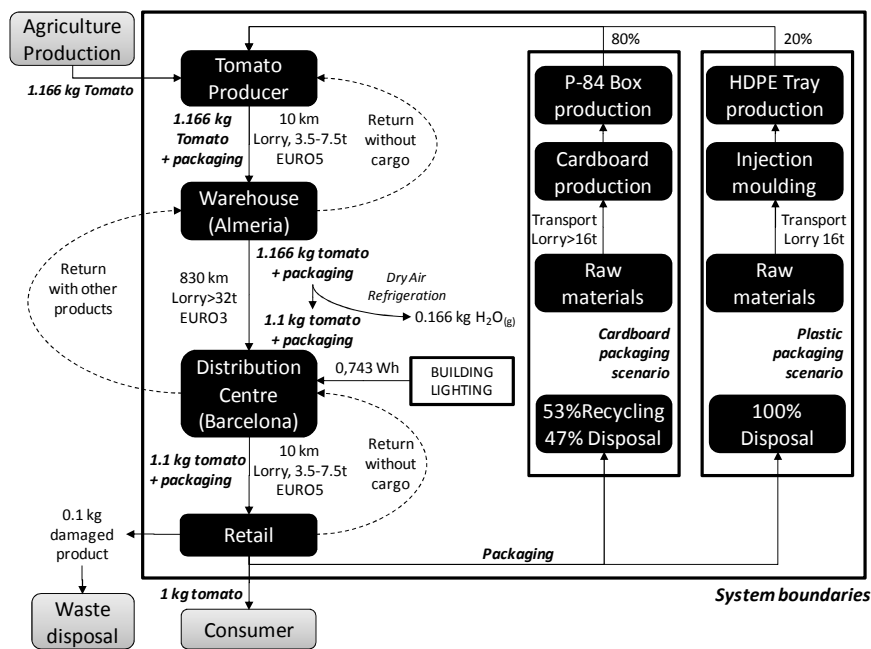 Agriculture
Production
1.166 kg Tomato
Tomato
Producer
1.166 kg
Tomato
+ packaging
10 km
Lorry, 3.5-7.5t
EURO5
Return
without
cargo
Warehouse
(Almeria)
1.166 kg tomato
+ packaging
Return
with other
products
830 km
Lorry>32t
EURO3
Dry Air
Refrigeration
0.166 kg H₂O(g)
1.1 kg tomato
+ packaging
Distribution
Centre
(Barcelona)
0,743 Wh
BUILDING
LIGHTING
1.1 kg tomato
+ packaging
10 km
Lorry, 3.5-7.5t
EURO5
Return
without
cargo
Retail
0.1 kg
damaged
product
Waste
disposal
1 kg tomato
Consumer
Packaging
80%
P-84 Box
production
Cardboard
production
Transport
Lorry>16t
Raw
materials
Cardboard
packaging
scenario
53%Recycling
47% Disposal
20%
HDPE Tray
production
Injection
moulding
Transport
Lorry 16t
Raw
materials
Plastic
packaging
scenario
100%
Disposal
System boundaries